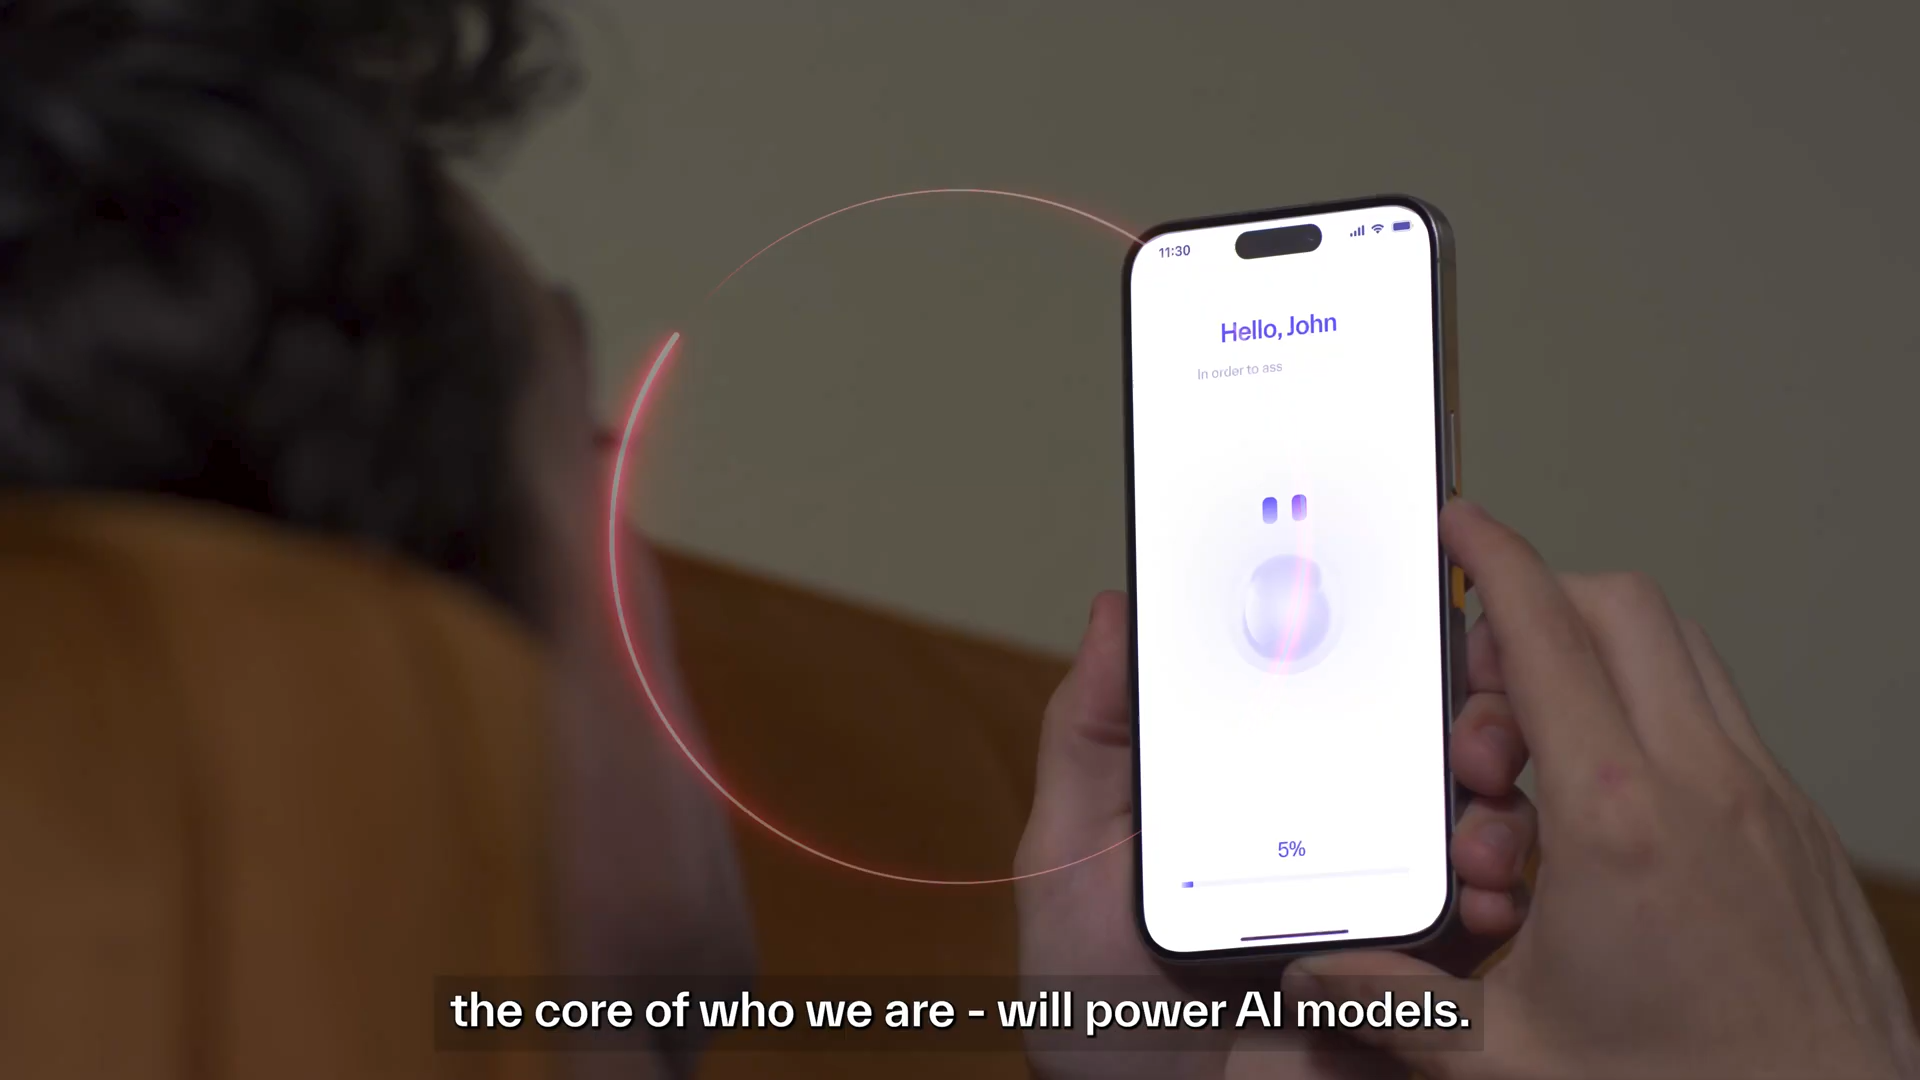 11:30
Hello, John
In order to ass
5%
the core of who we are - will power AI models.